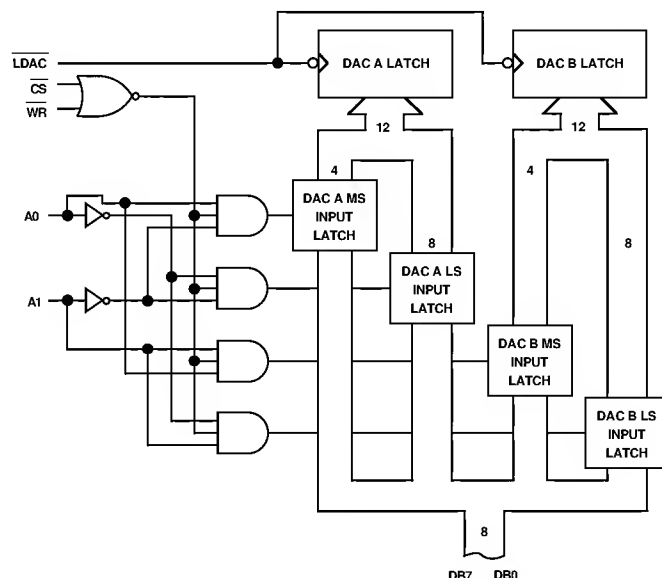 LDAC
CS
WR
A0
A1
DAC A LATCH
DAC B LATCH
12
12
4
4
DAC A MS
INPUT
LATCH
8
8
DAC A LS
INPUT
LATCH
DAC B MS
INPUT
LATCH
DAC B LS
INPUT
LATCH
8
DB7 DB0